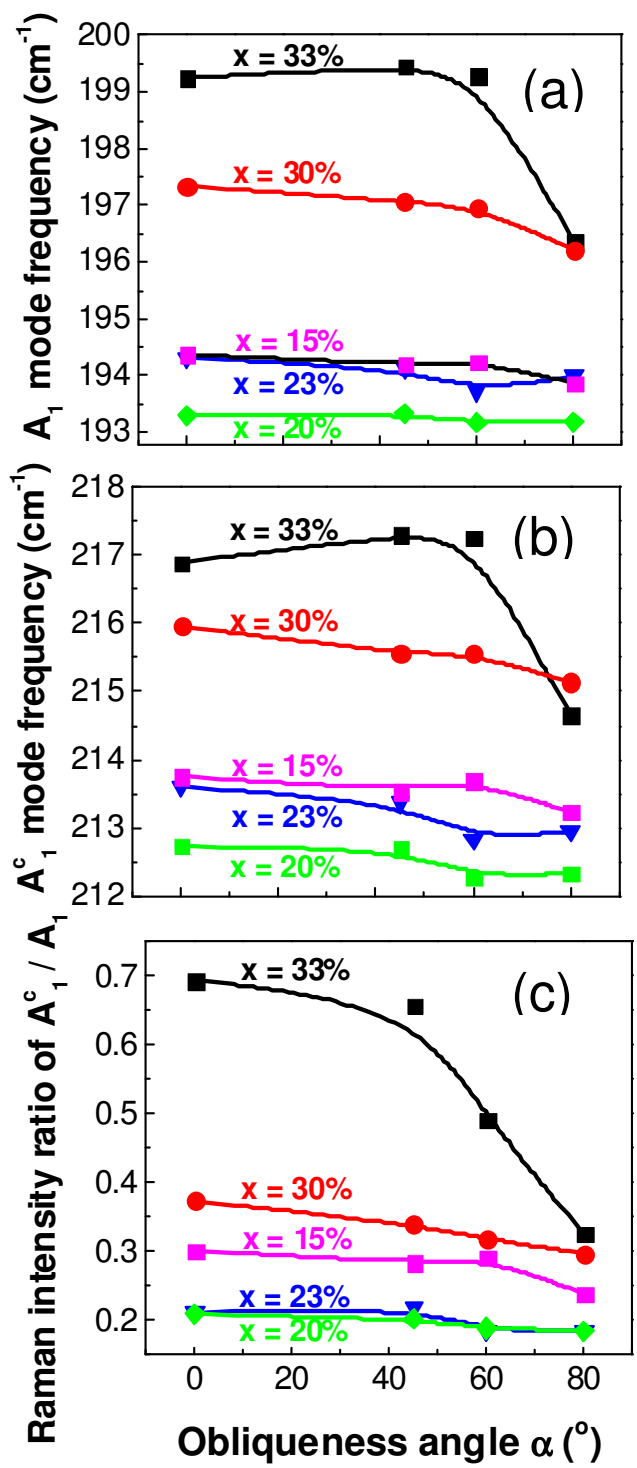 A₁ mode frequency (cm⁻¹)
200
199
198
197
196
195
194
193
x = 33%
(a)
x = 30%
x = 15%
x = 23%
x = 20%
Aᶜ₁ mode frequency (cm⁻¹)
218
217
216
215
214
213
212
x = 33%
(b)
x = 30%
x = 15%
x = 23%
x = 20%
Raman intensity ratio of Aᶜ₁ / A₁
0.7
0.6
0.5
0.4
0.3
0.2
x = 33%
(c)
x = 30%
x = 15%
x = 23%
x = 20%
0 20 40 60 80
Obliqueness angle α (°)